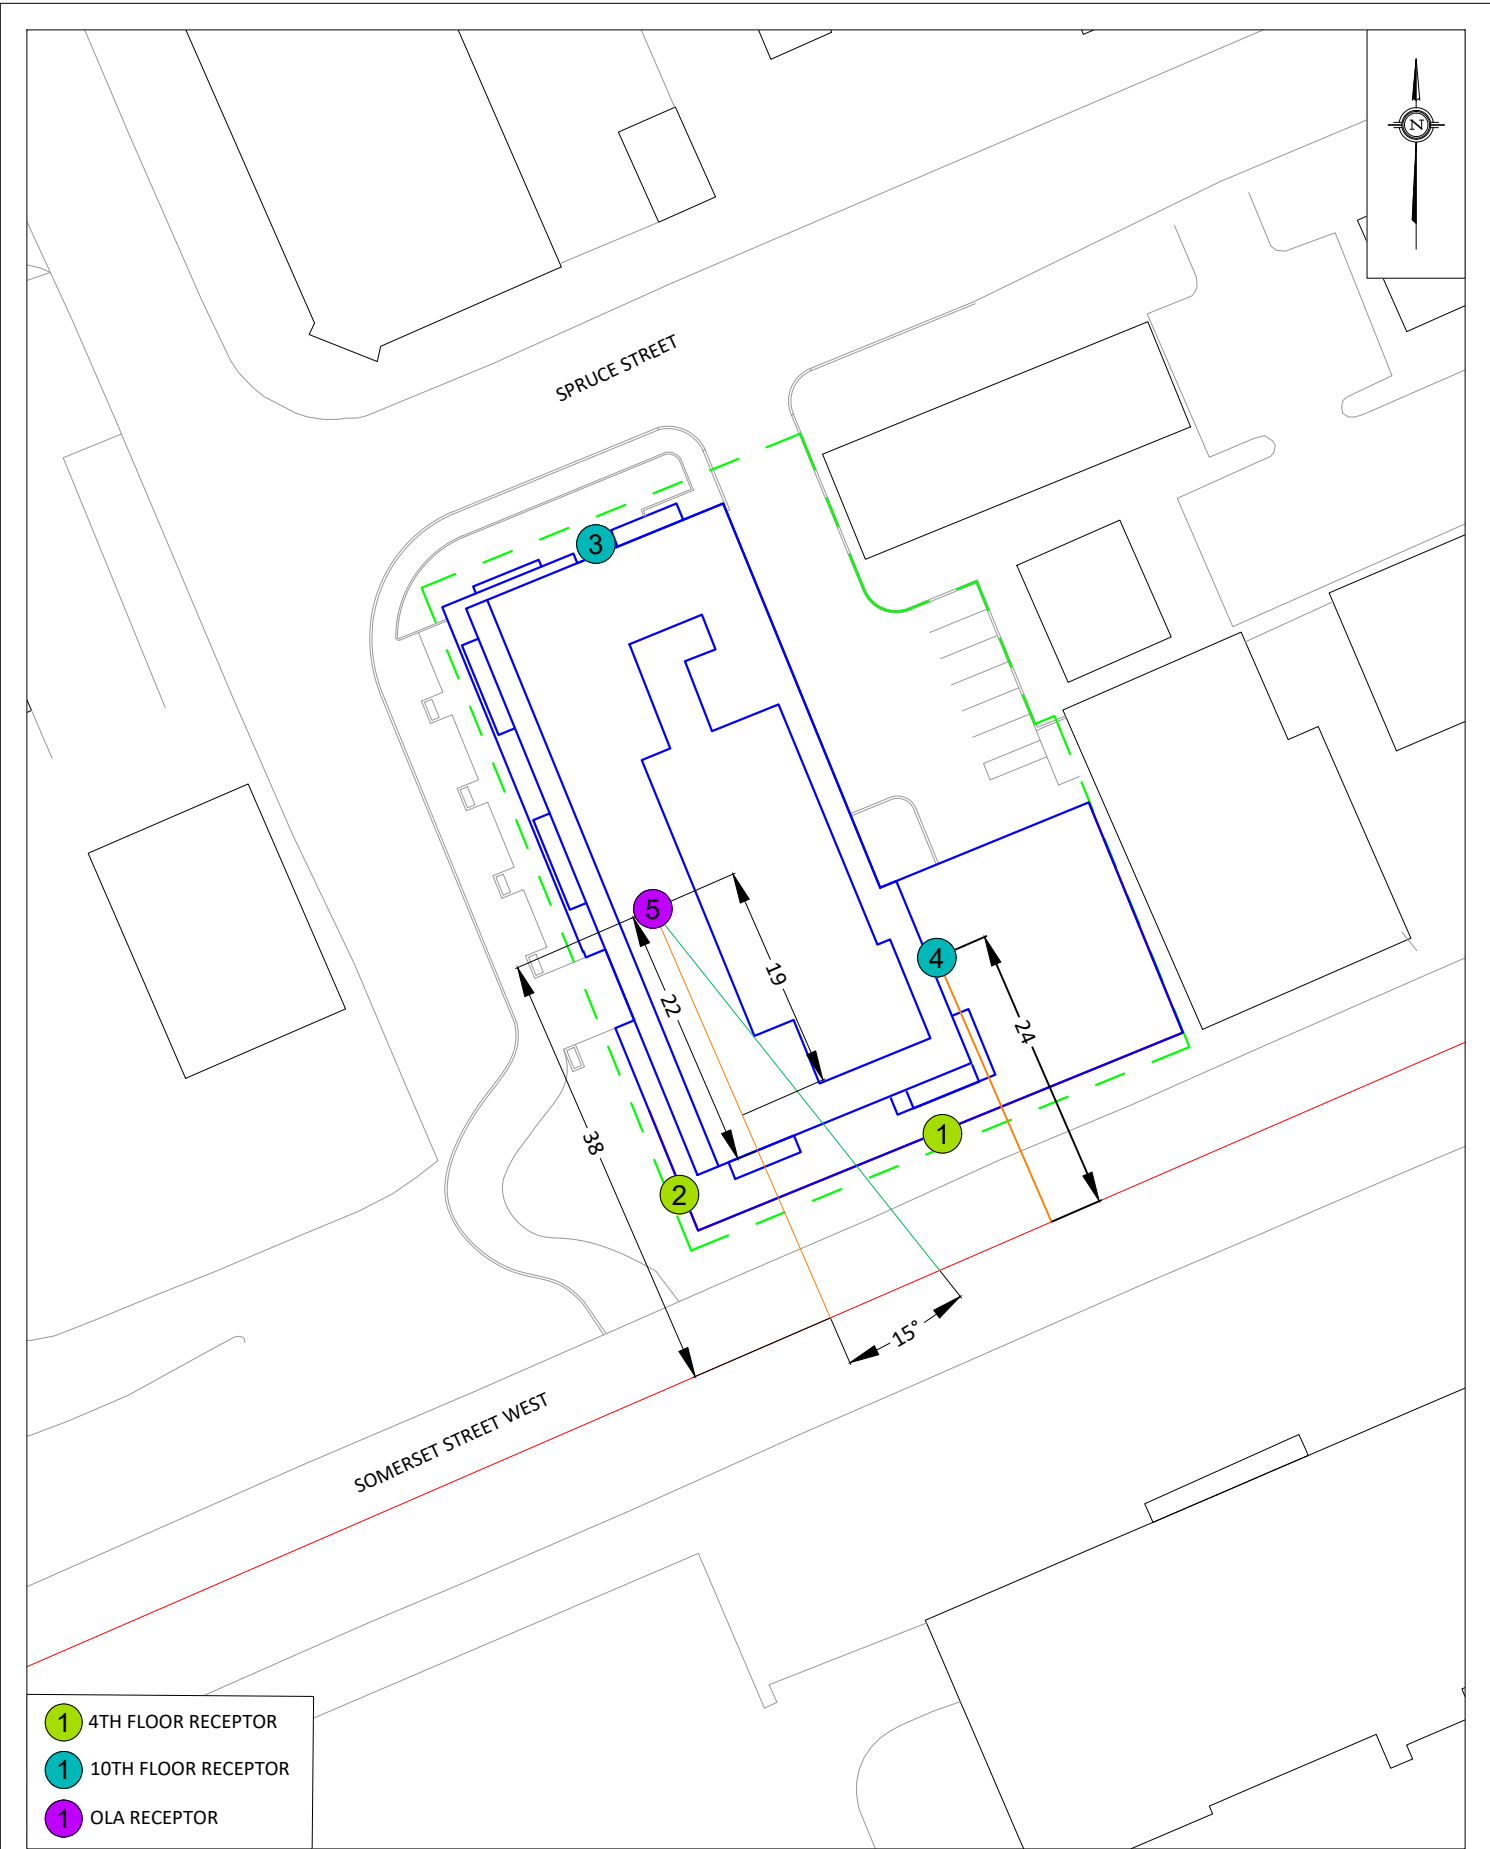 N
SPRUCE STREET
3
5
4
19
22
24
38
1
2
15°
SOMERSET STREET WEST
1 4TH FLOOR RECEPTOR
1 10TH FLOOR RECEPTOR
1 OLA RECEPTOR